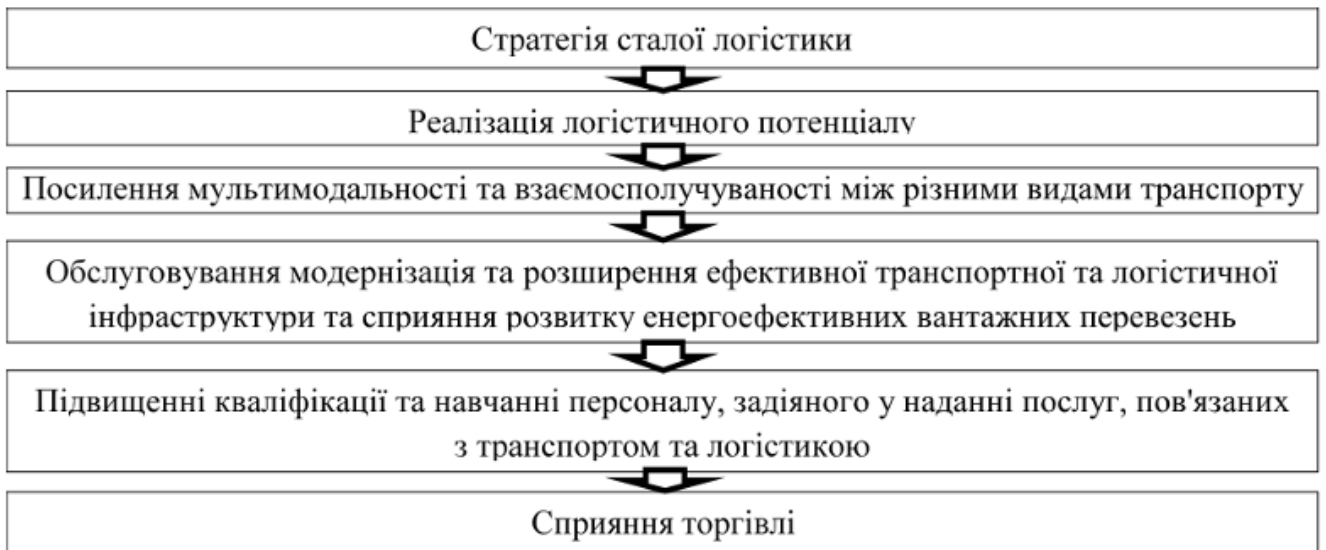 Стратегія сталої логістики
Реалізація логістичного потенціалу
Посилення мультимодальності та взаємосполучуваності між різними видами транспорту
Обслуговування модернізація та розширення ефективної транспортної та логістичної
інфраструктури та сприяння розвитку енергоефективних вантажних перевезень
Підвищенні кваліфікації та навчанні персоналу, задіяного у наданні послуг, пов'язаних
з транспортом та логістикою
Сприяння торгівлі